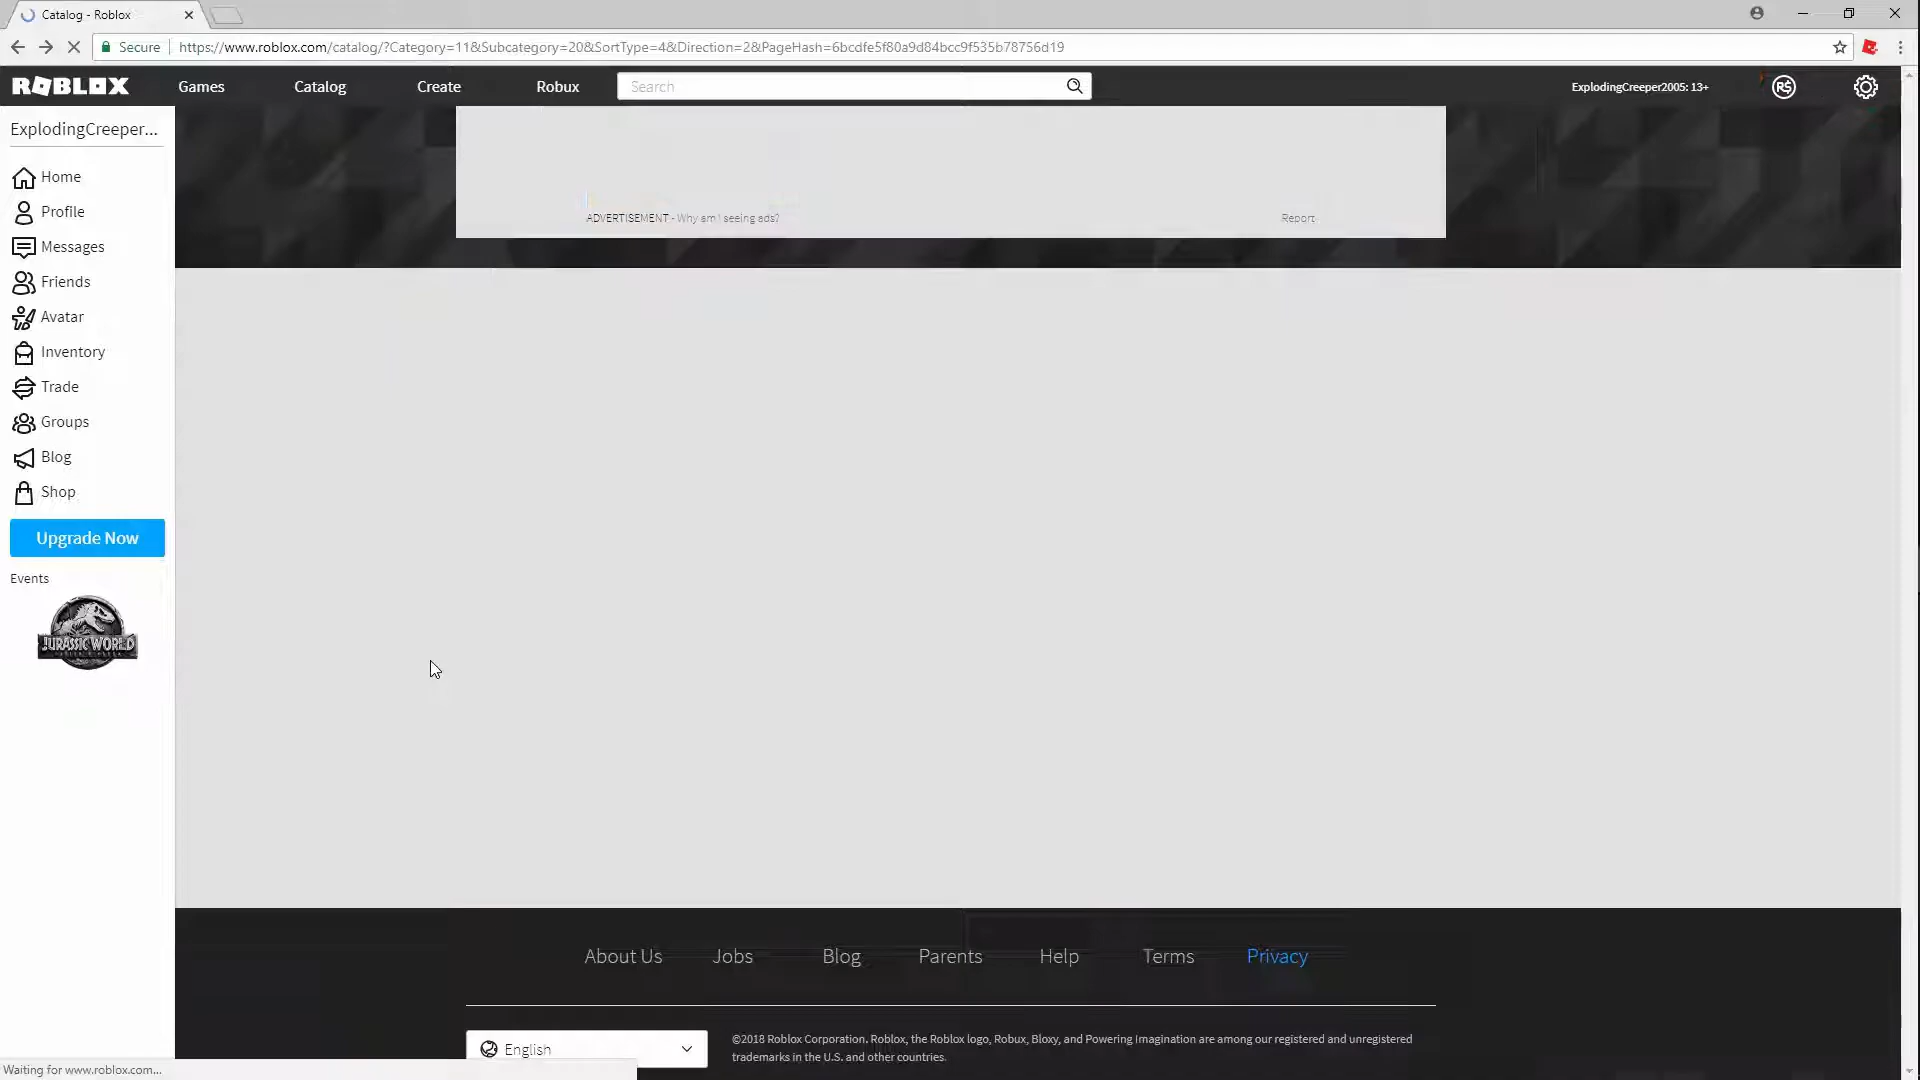 Catalog - Roblox
Secure
https://www.roblox.com/catalog/?Category=11&Subcategory=20&SortType=4&Direction=2&PageHash=6bcdfe5f80a9d84bcc9f535b78756d19
ROBLOX
Games
Catalog
Create
Robux
Search
ExplodingCreeper2005: 13+
R$
ExplodingCreeper...
ADVERTISEMENT - Why am I seeing ads?
Report
Home
Profile
Messages
Friends
Avatar
Inventory
Trade
Groups
Blog
Shop
Upgrade Now
Events
JURASSIC WORLD
About Us
Jobs
Blog
Parents
Help
Terms
Privacy
English
©2018 Roblox Corporation. Roblox, the Roblox logo, Robux, Bloxy, and Powering Imagination are among our registered and unregistered
trademarks in the U.S. and other countries.
Waiting for www.roblox.com...